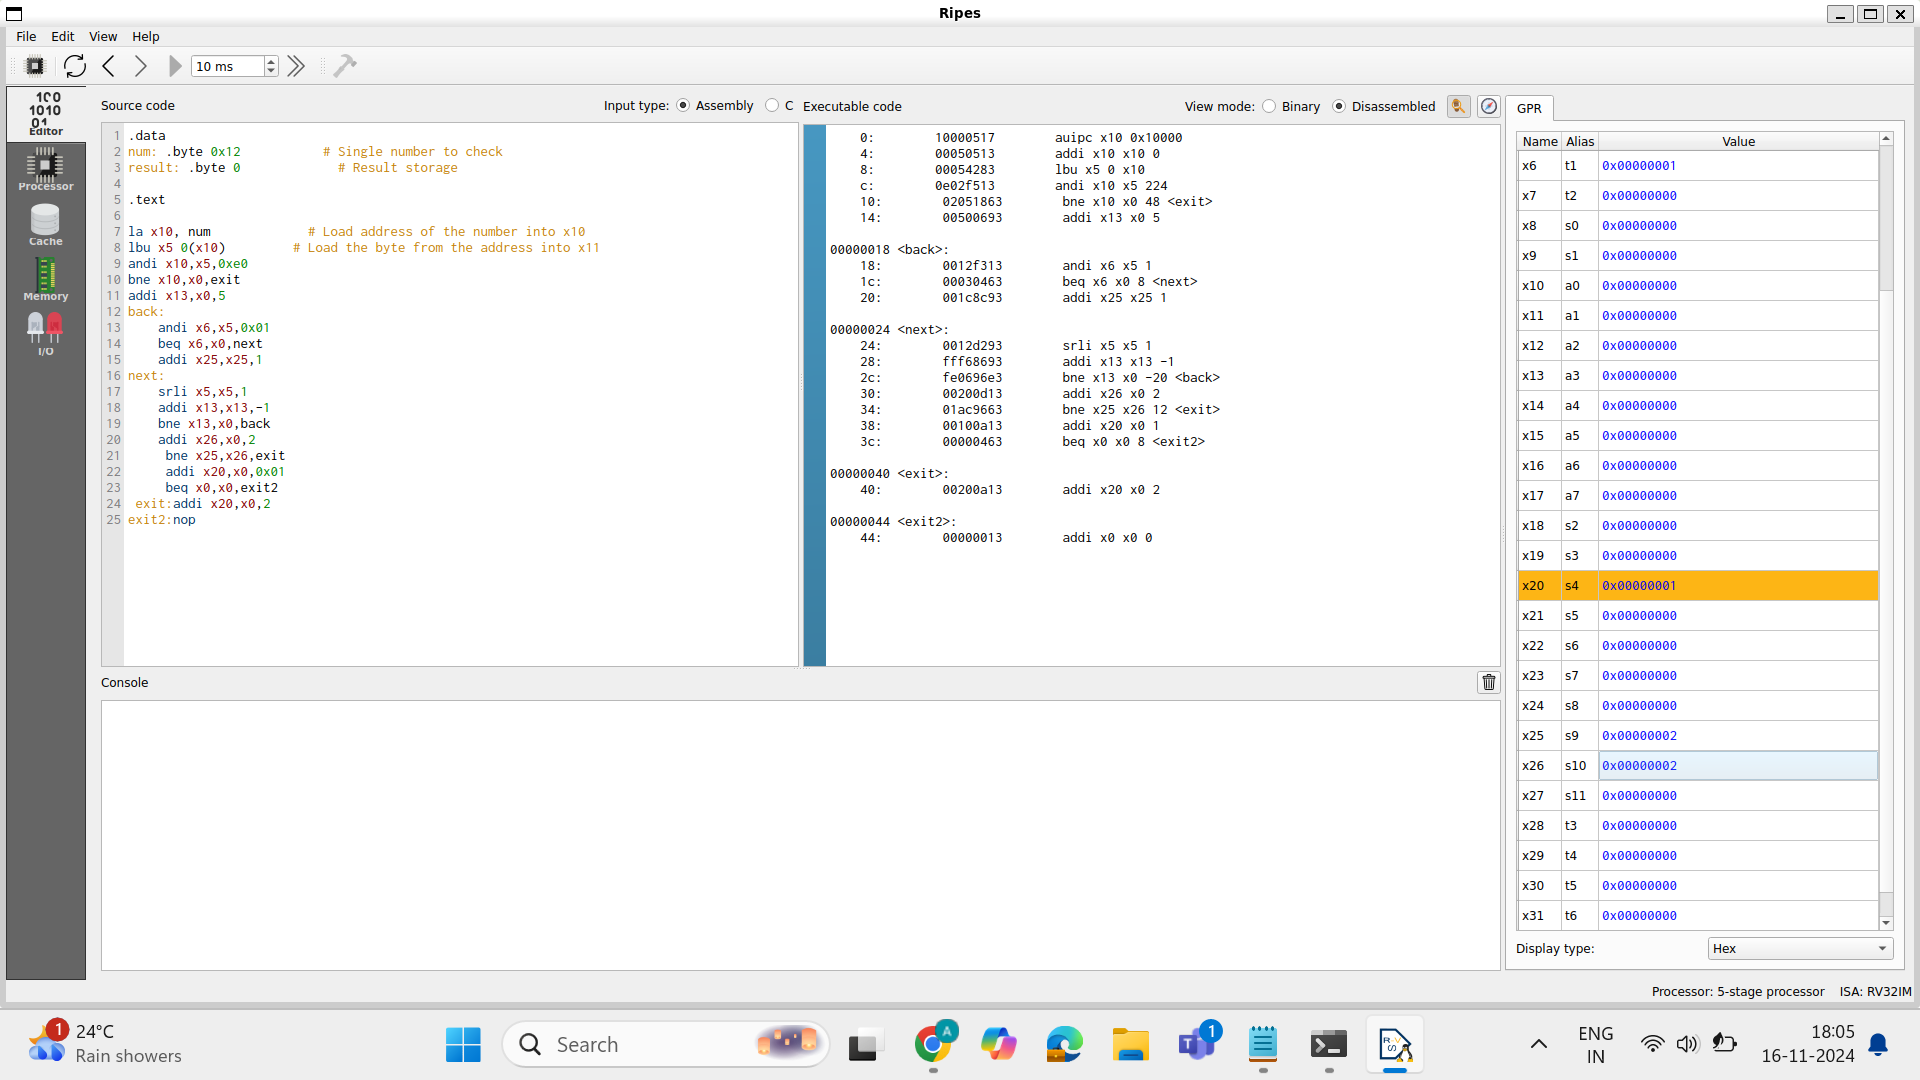 Ripes
File Edit View Help
10 ms
Editor
Processor
Cache
Memory
I/O
Source code
Input type: Assembly C
1 .data
2 num: .byte 0x12 # Single number to check
3 result: .byte 0 # Result storage
4
5 .text
6
7 la x10, num # Load address of the number into x10
8 lbu x5 0(x10) # Load the byte from the address into x11
9 andi x10,x5,0xe0
10 bne x10,x0,exit
11 addi x13,x0,5
12 back:
13 andi x6,x5,0x01
14 beq x6,x0,next
15 addi x25,x25,1
16 next:
17 srli x5,x5,1
18 addi x13,x13,-1
19 bne x13,x0,back
20 addi x26,x0,2
21 bne x25,x26,exit
22 addi x20,x0,0x01
23 beq x0,x0,exit2
24 exit:addi x20,x0,2
25 exit2:nop
Executable code
View mode: Binary Disassembled
0: 10000517 auipc x10 0x10000
4: 00050513 addi x10 x10 0
8: 00054283 lbu x5 0 x10
c: 0e02f513 andi x10 x5 224
10: 02051863 bne x10 x0 48 <exit>
14: 00500693 addi x13 x0 5
00000018 <back>:
18: 0012f313 andi x6 x5 1
1c: 00030463 beq x6 x0 8 <next>
20: 001c8c93 addi x25 x25 1
00000024 <next>:
24: 0012d293 srli x5 x5 1
28: fff68693 addi x13 x13 -1
2c: fe0696e3 bne x13 x0 -20 <back>
30: 00200d13 addi x26 x0 2
34: 01ac9663 bne x25 x26 12 <exit>
38: 00100a13 addi x20 x0 1
3c: 00000463 beq x0 x0 8 <exit2>
00000040 <exit>:
40: 00200a13 addi x20 x0 2
00000044 <exit2>:
44: 00000013 addi x0 x0 0
Console
GPR
Name Alias Value
x6 t1 0x00000001
x7 t2 0x00000000
x8 s0 0x00000000
x9 s1 0x00000000
x10 a0 0x00000000
x11 a1 0x00000000
x12 a2 0x00000000
x13 a3 0x00000000
x14 a4 0x00000000
x15 a5 0x00000000
x16 a6 0x00000000
x17 a7 0x00000000
x18 s2 0x00000000
x19 s3 0x00000000
x20 s4 0x00000001
x21 s5 0x00000000
x22 s6 0x00000000
x23 s7 0x00000000
x24 s8 0x00000000
x25 s9 0x00000002
x26 s10 0x00000002
x27 s11 0x00000000
x28 t3 0x00000000
x29 t4 0x00000000
x30 t5 0x00000000
x31 t6 0x00000000
Display type: Hex
Processor: 5-stage processor ISA: RV32IM
1
24°C
Rain showers
Search
A
1
ENG
IN
18:05
16-11-2024